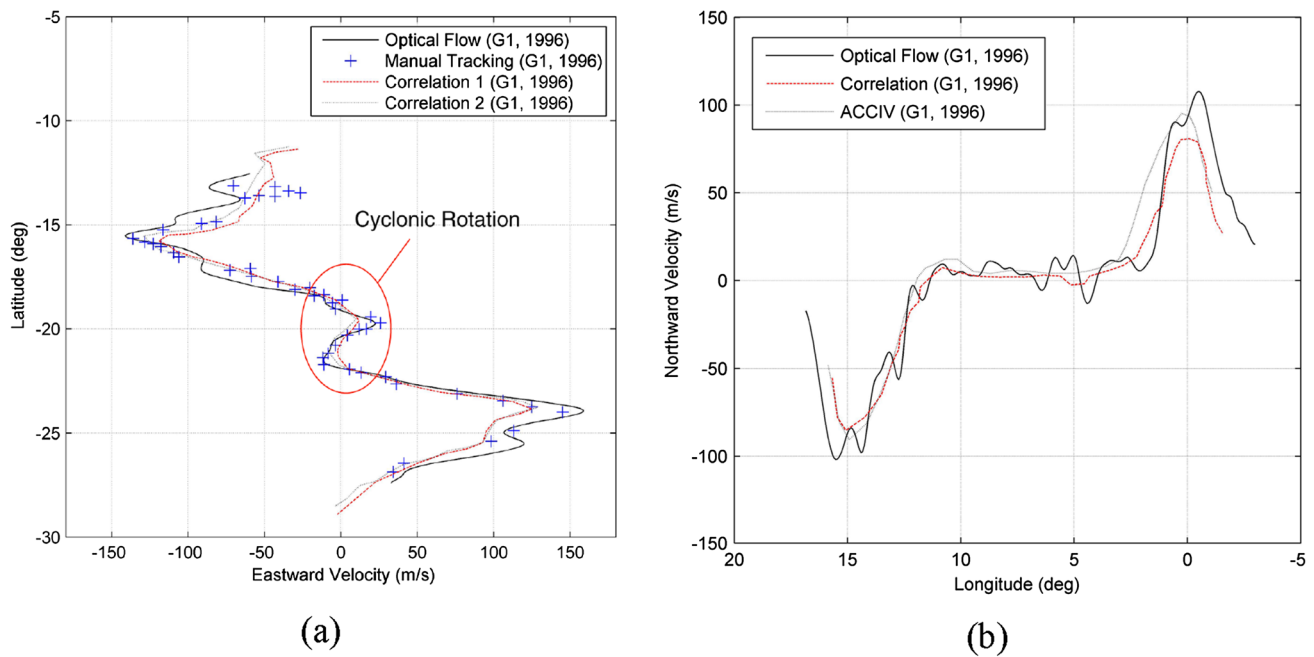 -5
-10
-15
-20
-25
-30
Latitude (deg)
Optical Flow (G1, 1996)
Manual Tracking (G1, 1996)
Correlation 1 (G1, 1996)
Correlation 2 (G1, 1996)
Cyclonic Rotation
-150 -100 -50 0 50 100 150
Eastward Velocity (m/s)
(a)
150
100
50
0
-50
-100
-150
Northward Velocity (m/s)
Optical Flow (G1, 1996)
Correlation (G1, 1996)
ACCIV (G1, 1996)
20 15 10 5 0 -5
Longitude (deg)
(b)